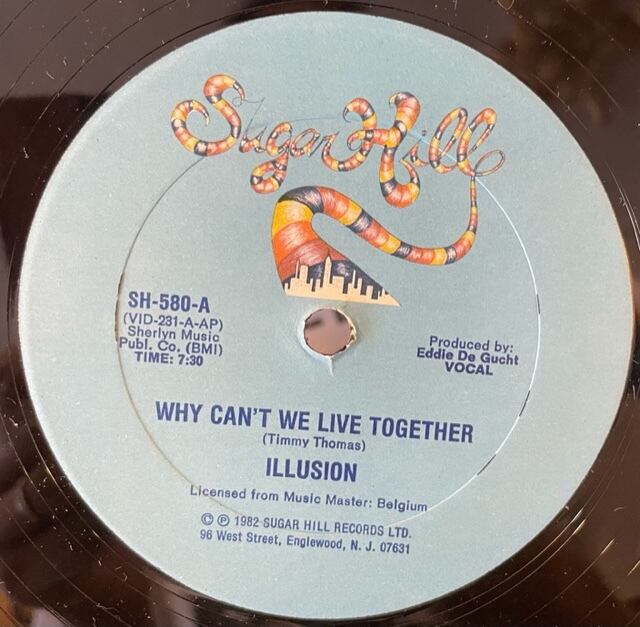 Sugar Hill
SH-580-A
(VID-231-A-AP)
Sherlyn Music
Publ. Co. (BMI)
TIME: 7:30
Produced by:
Eddie De Gucht
VOCAL
WHY CAN'T WE LIVE TOGETHER
(Timmy Thomas)
ILLUSION
Licensed from Music Master: Belgium
© ℗ 1982 SUGAR HILL RECORDS LTD.
96 West Street, Englewood, N. J. 07631